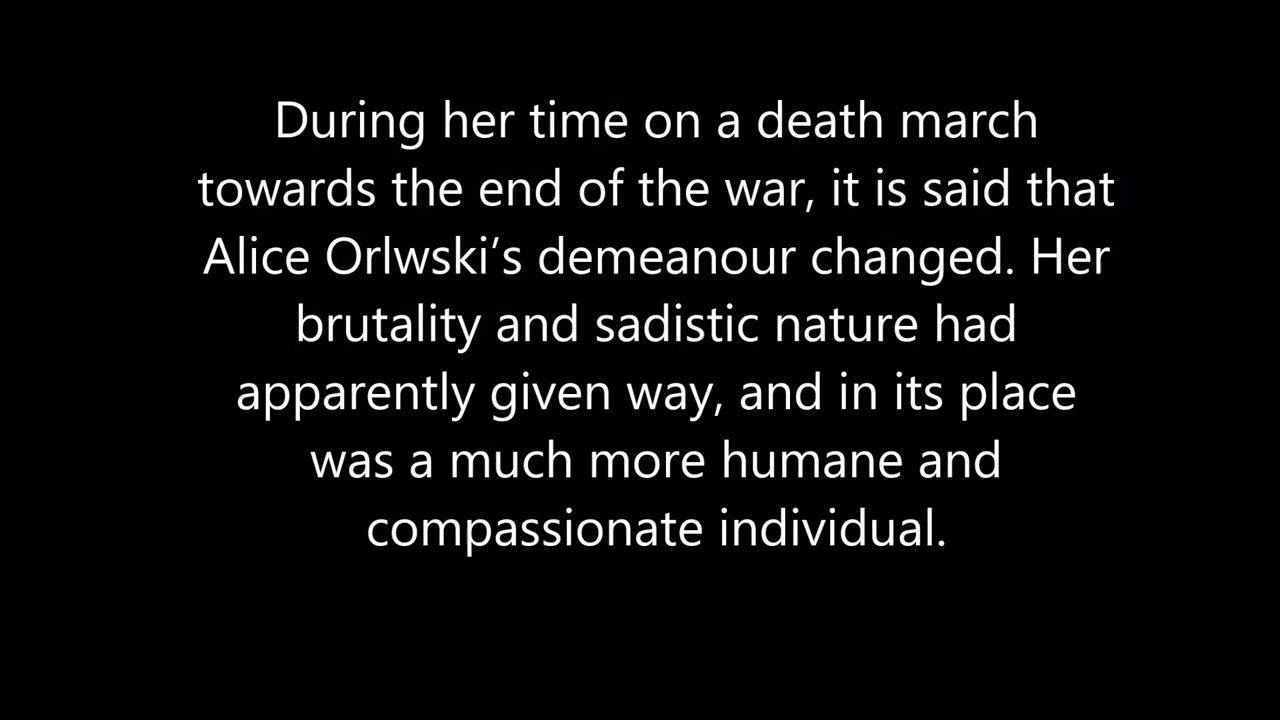 During her time on a death march
towards the end of the war, it is said that
Alice Orlwski’s demeanour changed. Her
brutality and sadistic nature had
apparently given way, and in its place
was a much more humane and
compassionate individual.